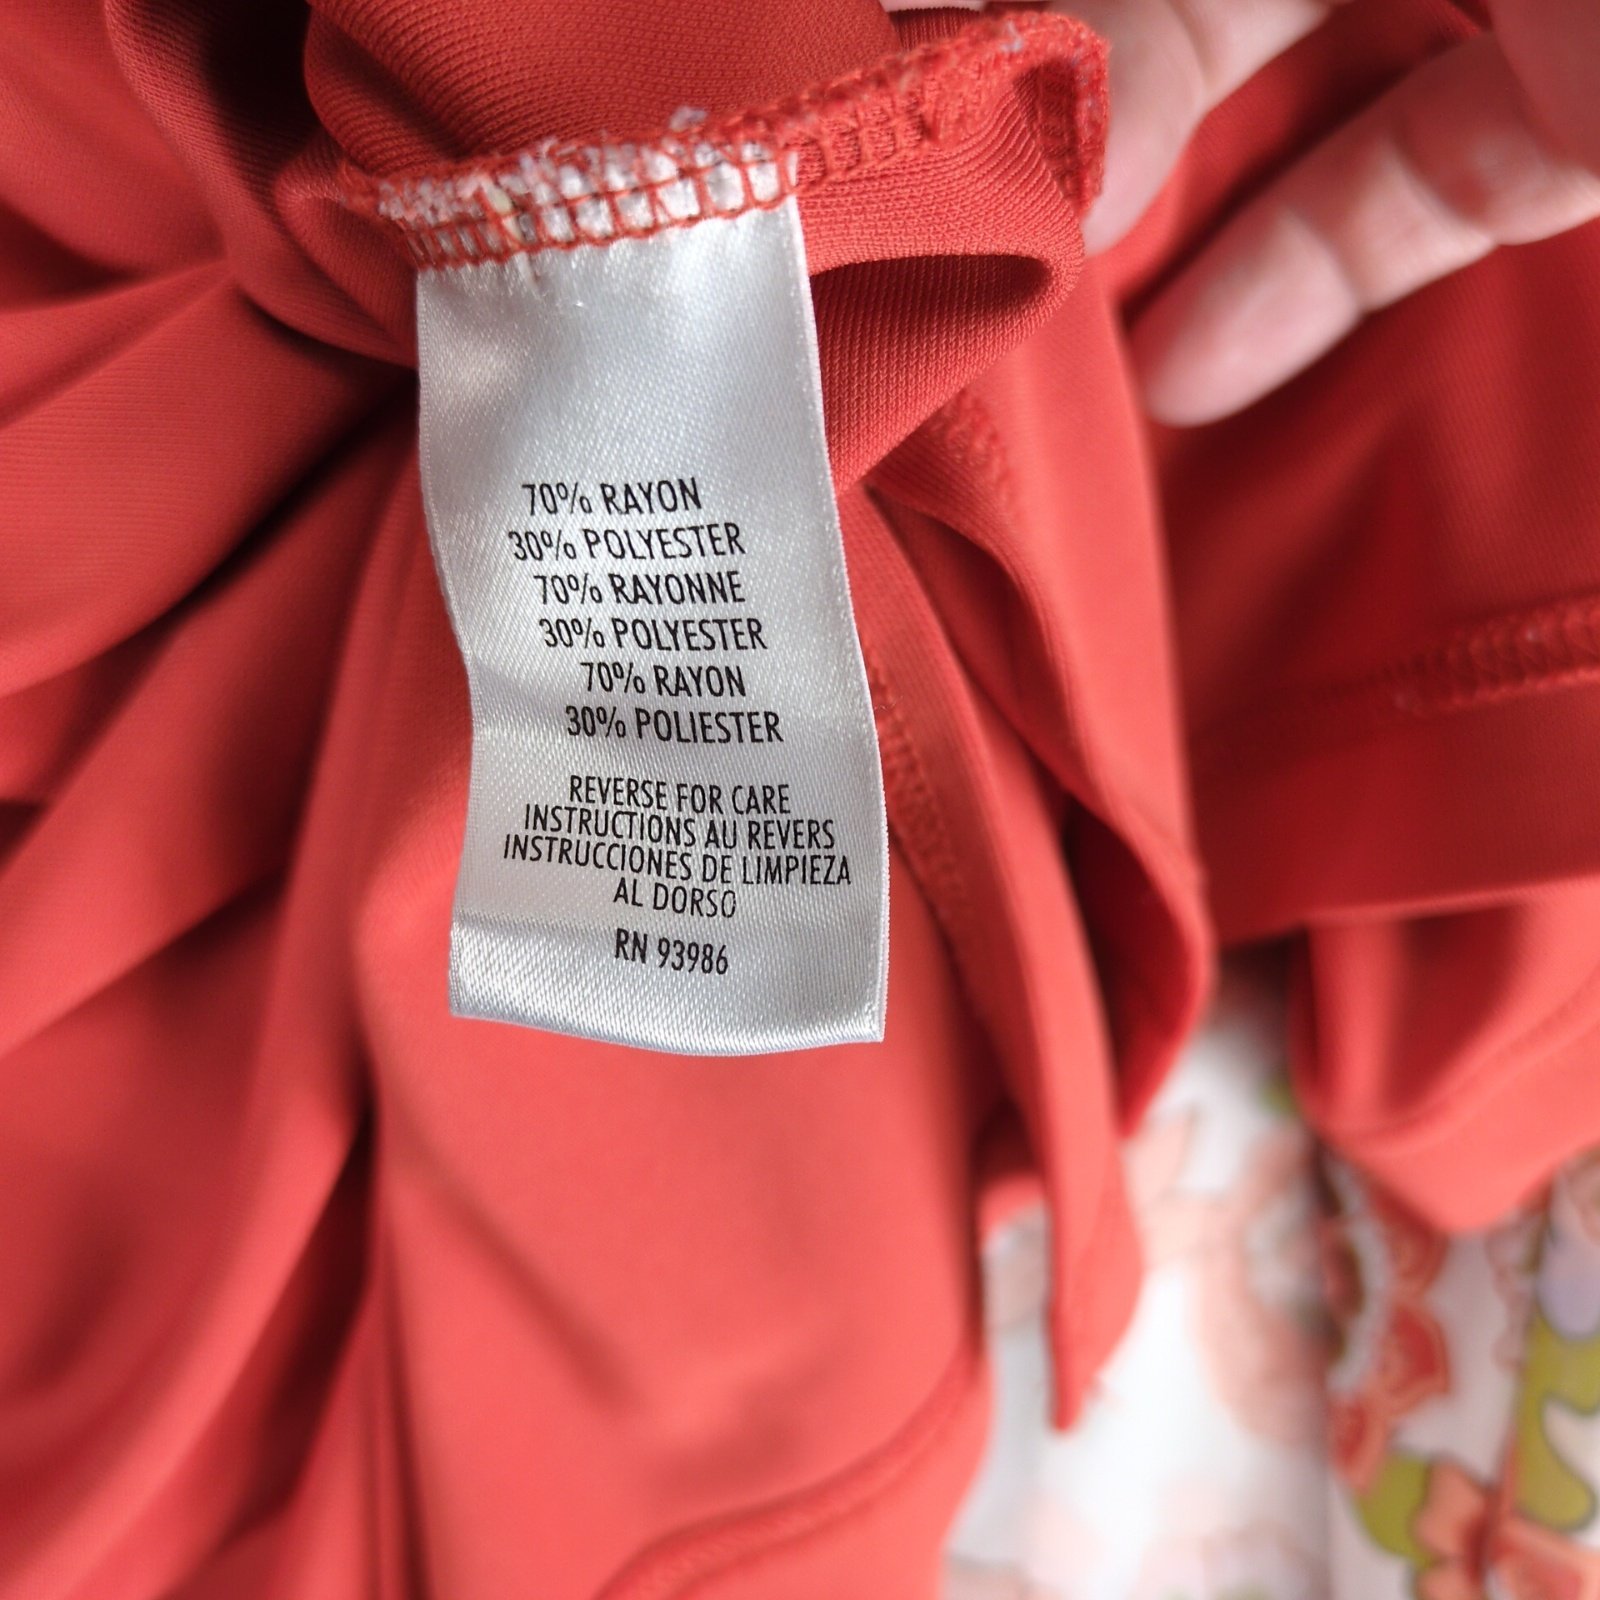 70% RAYON
30% POLYESTER
70% RAYONNE
30% POLYESTER
70% RAYON
30% POLIESTER
REVERSE FOR CARE
INSTRUCTIONS AU REVERS
INSTRUCCIONES DE LIMPIEZA
AL DORSO
RN 93986